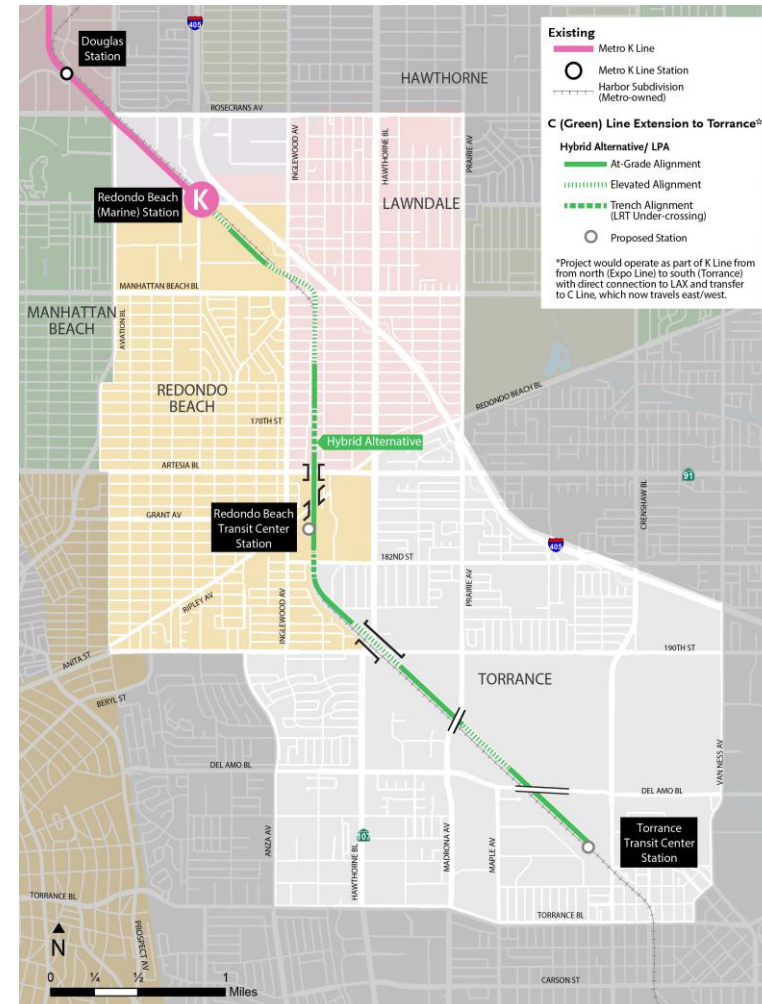 405
Douglas
Station
HAWTHORNE
ROSECRANS AV
INGLEWOOD AV
HAWTHORNE BL
PRAIRIE AV
Existing
Metro K Line
Metro K Line Station
Harbor Subdivision
(Metro-owned)
C (Green) Line Extension to Torrance*
Hybrid Alternative/ LPA
At-Grade Alignment
Elevated Alignment
Trench Alignment
(LRT Under-crossing)
Proposed Station
*Project would operate as part of K Line from
from north (Expo Line) to south (Torrance)
with direct connection to LAX and transfer
to C Line, which now travels east/west.
Redondo Beach
(Marine) Station
K
LAWNDALE
MANHATTAN BEACH BL
MANHATTAN
BEACH
AVIATION BL
REDONDO
BEACH
REDONDO BEACH BL
170TH ST
Hybrid Alternative
ARTESIA BL
91
CRENSHAW BL
GRANT AV
Redondo Beach
Transit Center
Station
405
182ND ST
RIPLEY AV
INGLEWOOD AV
PRAIRIE AV
ANITA ST
190TH ST
BERYL ST
TORRANCE
VAN NESS AV
DEL AMO BL
DEL AMO BL
ANZA AV
107
HAWTHORNE BL
MADRONA AV
MAPLE AV
Torrance
Transit Center
Station
TORRANCE BL
PROSPECT AV
TORRANCE BL
N
0 ¼ ½ 1
Miles
CARSON ST